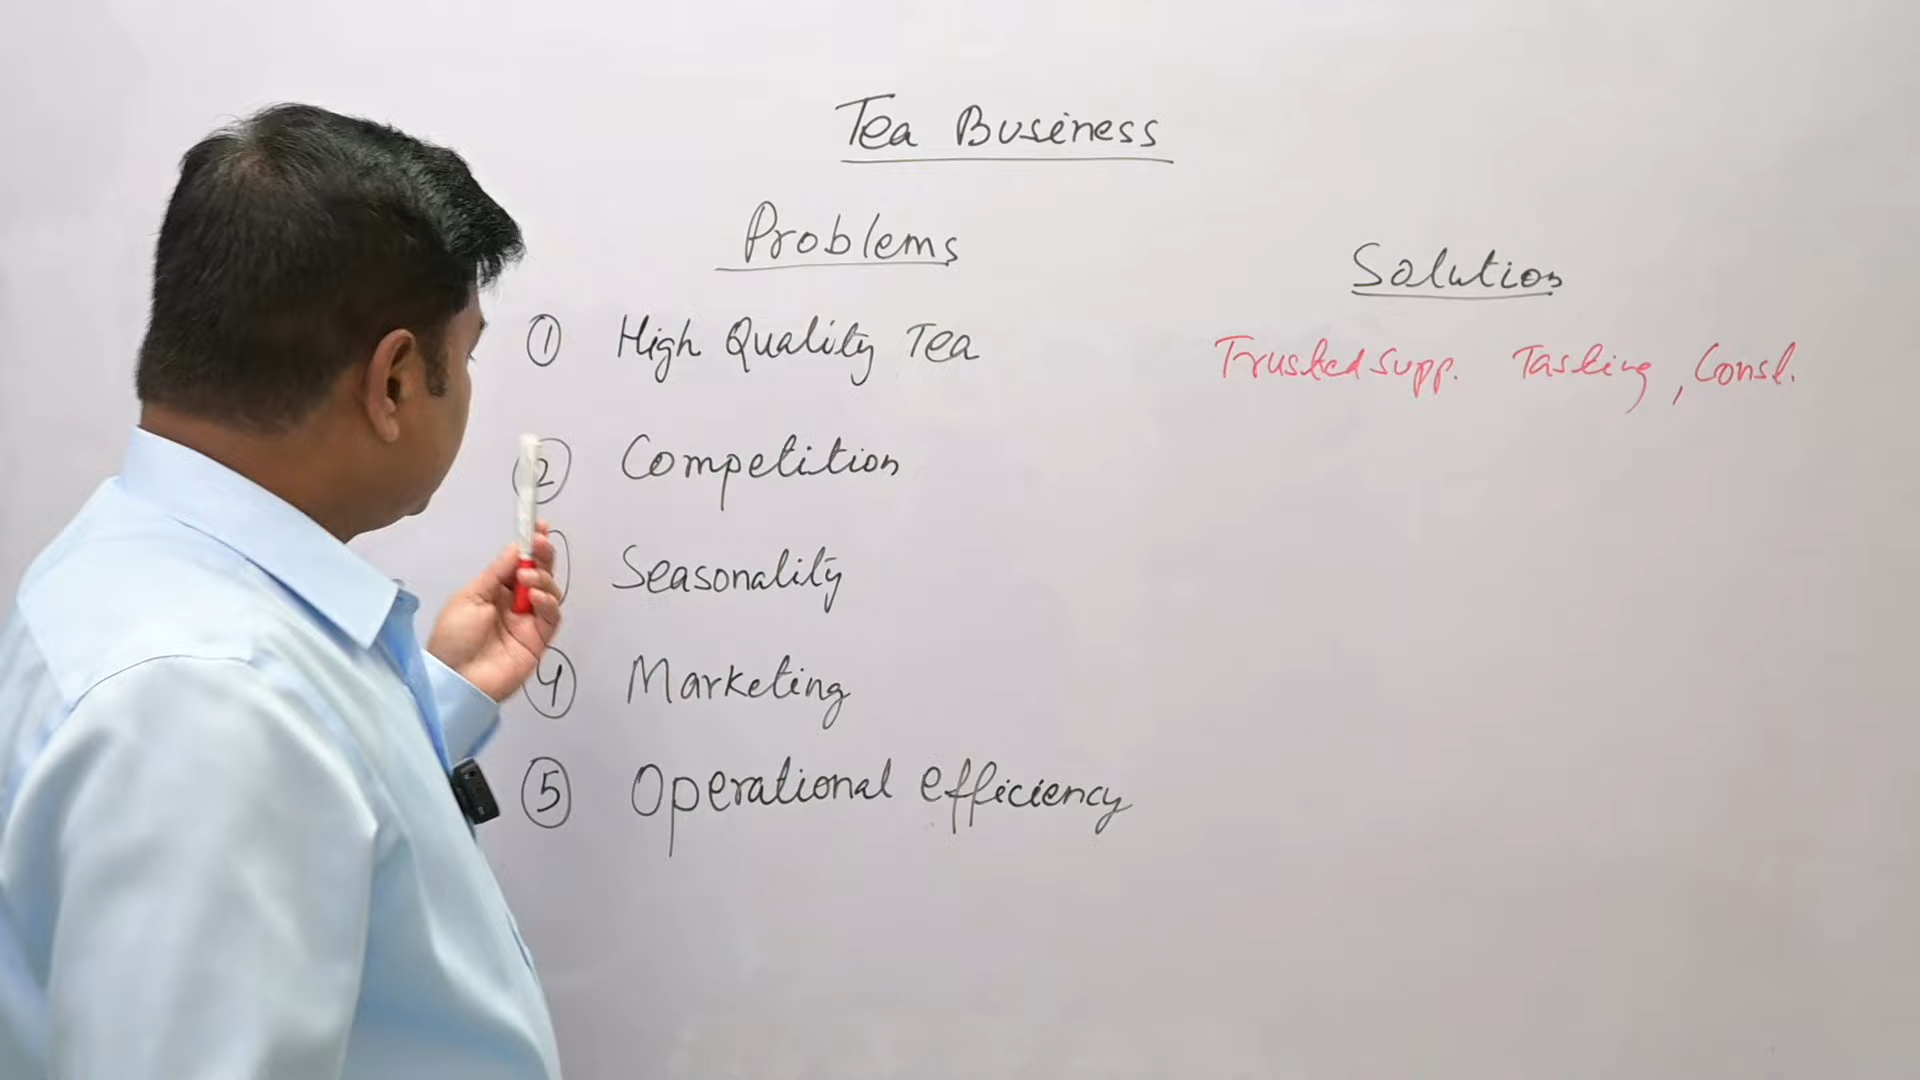 Tea Business
Problems
Solution
① High Quality Tea
Trusted supp. Tasting, Const.
② Competition
Seasonality
④ Marketing
⑤ Operational efficiency